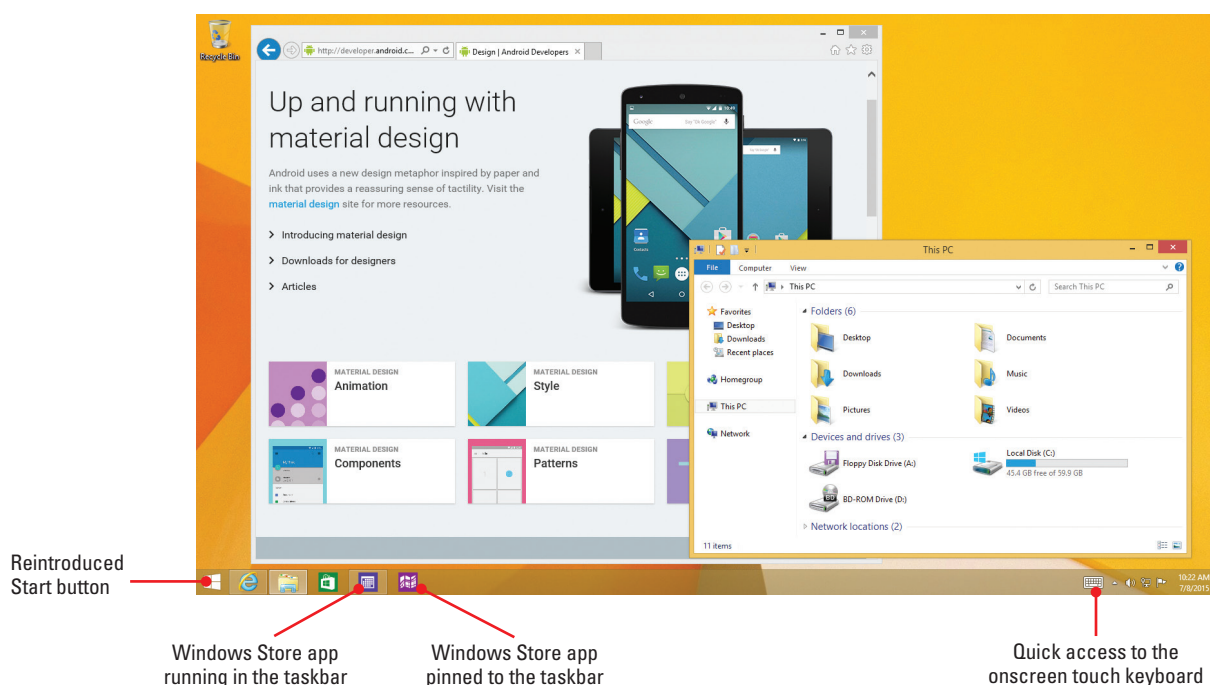 Recycle Bin
http://developer.android.c...
Design | Android Developers
Up and running with
material design
Android uses a new design metaphor inspired by paper and
ink that provides a reassuring sense of tactility. Visit the
material design site for more resources.
Introducing material design
Downloads for designers
Articles
Google
Say "Ok Google"
Contacts
MATERIAL DESIGN
Animation
MATERIAL DESIGN
Style
MATERIAL DESIGN
Components
MATERIAL DESIGN
Patterns
This PC
File Computer View
This PC
Search This PC
Favorites
Desktop
Downloads
Recent places
Homegroup
This PC
Network
Folders (6)
Desktop
Documents
Downloads
Music
Pictures
Videos
Devices and drives (3)
Floppy Disk Drive (A:)
Local Disk (C:)
45.4 GB free of 59.9 GB
BD
BD-ROM Drive (D:)
Network locations (2)
11 items
10:22 AM
7/8/2015
Reintroduced
Start button
Windows Store app
running in the taskbar
Windows Store app
pinned to the taskbar
Quick access to the
onscreen touch keyboard